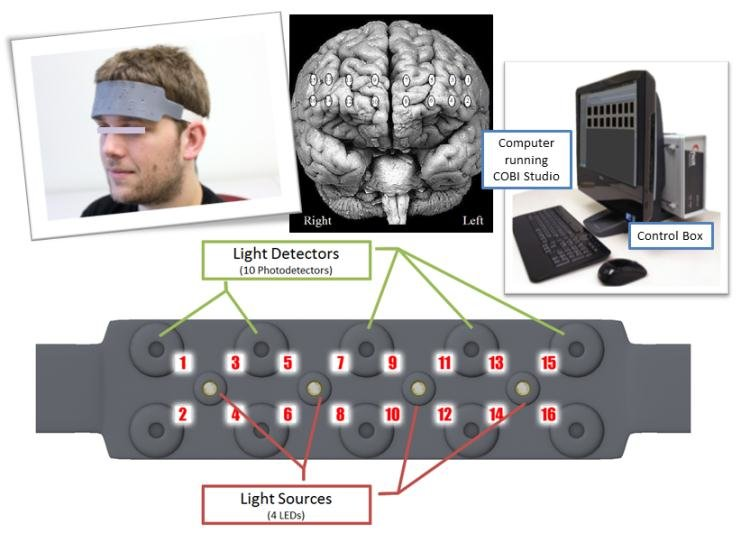 Right
Left
Computer
running
COBI Studio
Control Box
Light Detectors
(10 Photodetectors)
1 3 5 7 9 11 13 15
2 4 6 8 10 12 14 16
Light Sources
(4 LEDs)